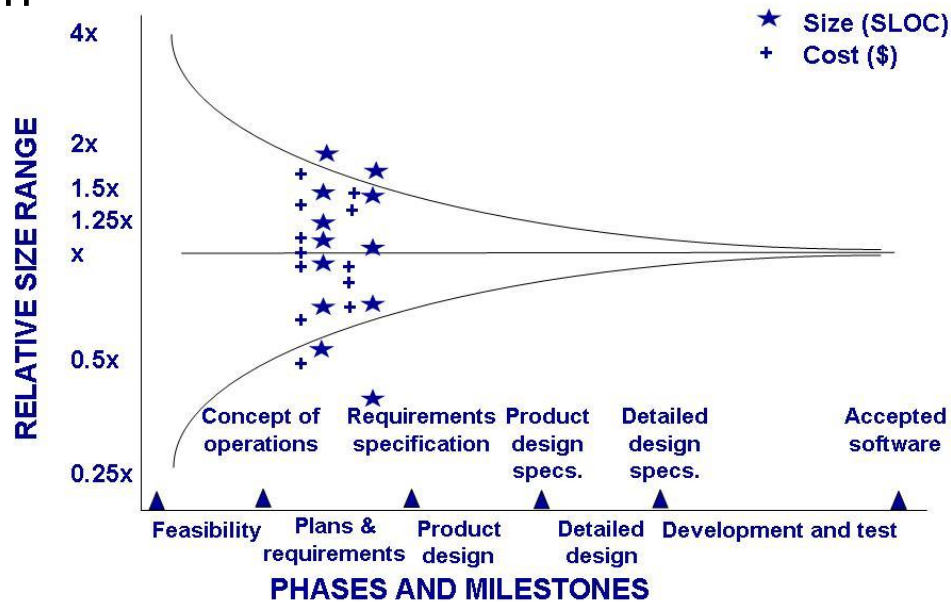 Size (SLOC)
Cost ($)
RELATIVE SIZE RANGE
4x
2x
1.5x
1.25x
x
0.5x
0.25x
Concept of
operations
Requirements
specification
Product
design
specs.
Detailed
design
specs.
Accepted
software
Feasibility
Plans &
requirements
Product
design
Detailed
design
Development and test
PHASES AND MILESTONES